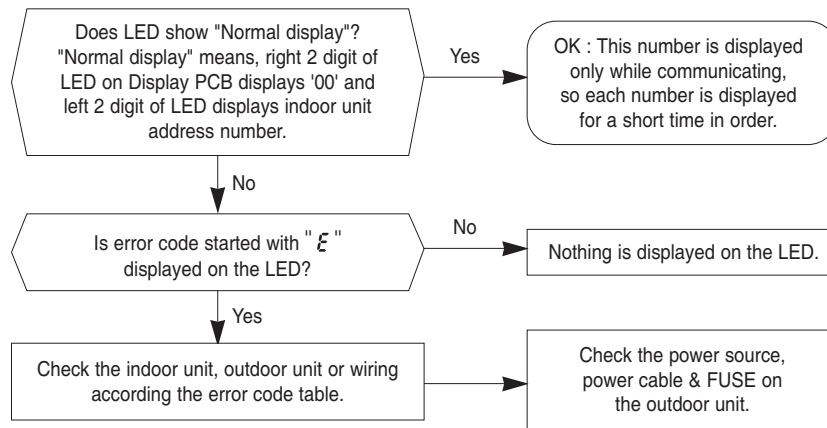 Does LED show "Normal display"?
"Normal display" means, right 2 digit of
LED on Display PCB displays '00' and
left 2 digit of LED displays indoor unit
address number.
Yes
OK : This number is displayed
only while communicating,
so each number is displayed
for a short time in order.
No
Is error code started with " E "
displayed on the LED?
No
Nothing is displayed on the LED.
Yes
Check the indoor unit, outdoor unit or wiring
according the error code table.
Check the power source,
power cable & FUSE on
the outdoor unit.